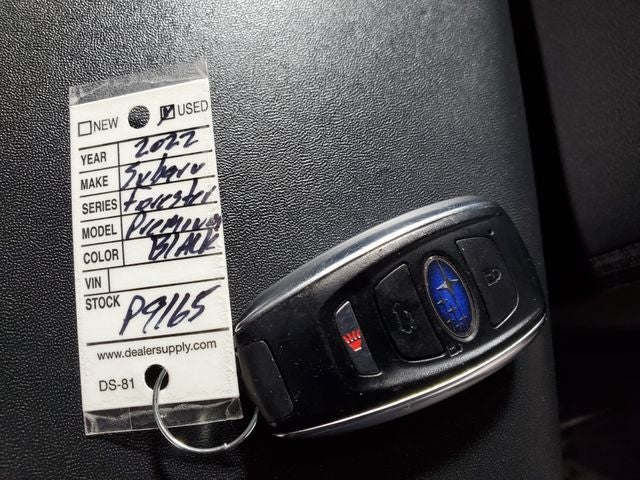 NEW USED
YEAR 2022
MAKE Subaru
SERIES Forester
MODEL Premium
COLOR BLACK
VIN
STOCK P9165
www.dealersupply.com
DS-81